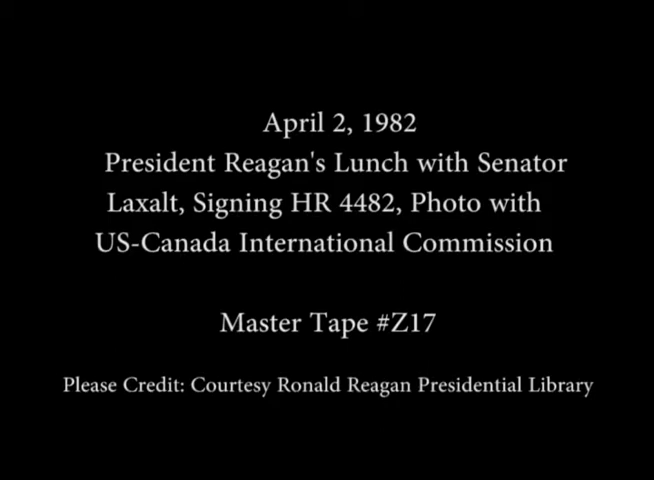 April 2, 1982
President Reagan's Lunch with Senator
Laxalt, Signing HR 4482, Photo with
US-Canada International Commission
Master Tape #Z17
Please Credit: Courtesy Ronald Reagan Presidential Library